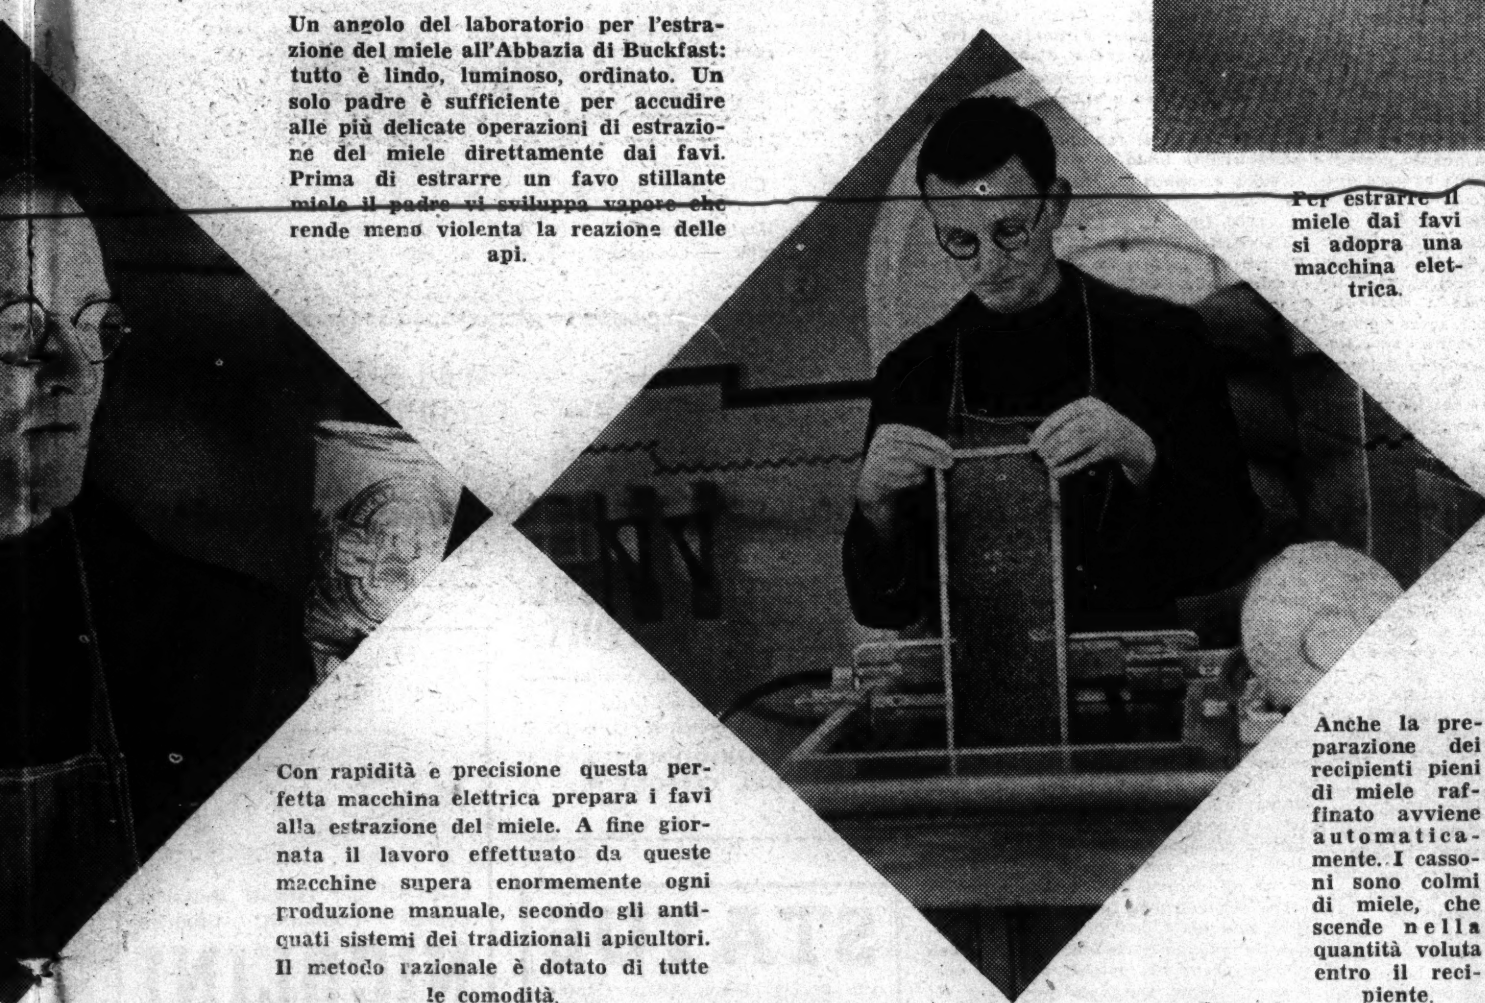 Un angolo del laboratorio per l'estra-
zione del miele all'Abbazia di Buckfast:
tutto è lindo, luminoso, ordinato. Un
solo padre è sufficiente per accudire
alle più delicate operazioni di estrazio-
ne del miele direttamente dai favi.
Prima di estrarre un favo stillante
miele il padre vi sviluppa vapore che
rende meno violenta la reazione delle
api.
Per estrarre il
miele dai favi
si adopra una
macchina elet-
trica.
Con rapidità e precisione questa per-
fetta macchina elettrica prepara i favi
alla estrazione del miele. A fine gior-
nata il lavoro effettuato da queste
macchine supera enormemente ogni
produzione manuale, secondo gli anti-
quati sistemi dei tradizionali apicultori.
Il metodo razionale è dotato di tutte
le comodità.
Anche la pre-
parazione dei
recipienti pieni
di miele raf-
finato avviene
automatica-
mente. I casso-
ni sono colmi
di miele, che
scende nella
quantità voluta
entro il reci-
piente.